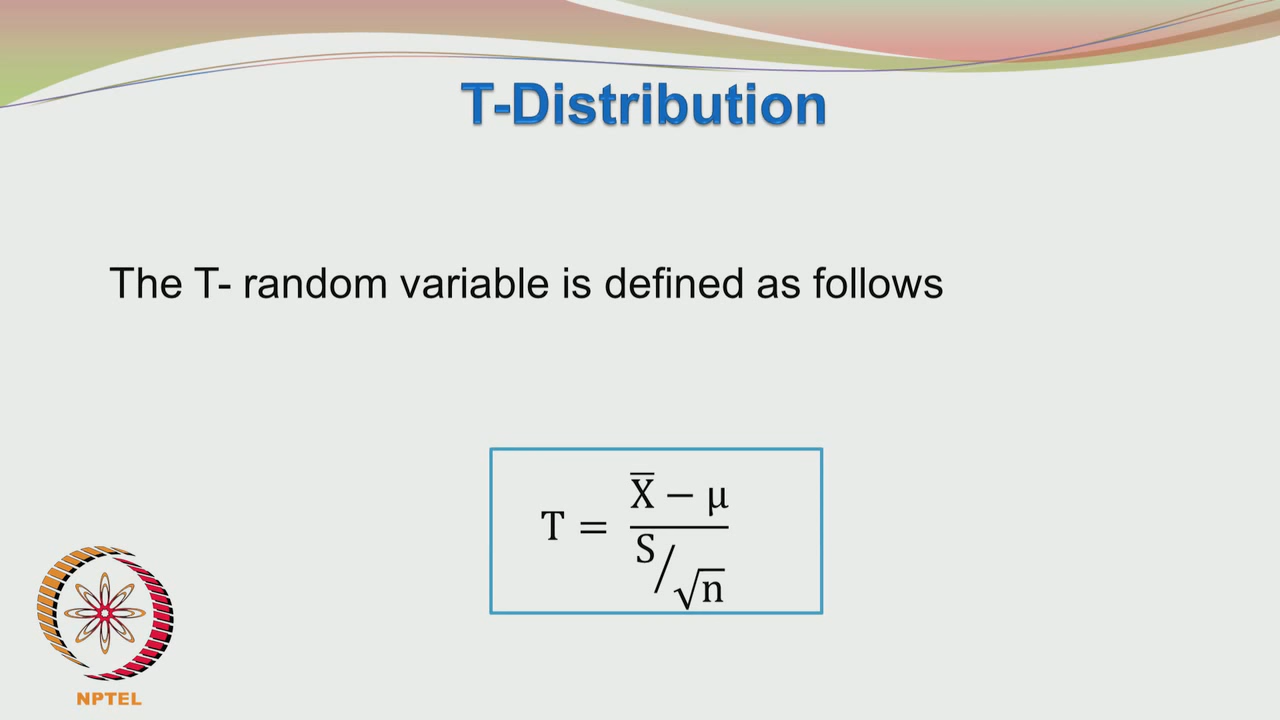 T-Distribution
The T- random variable is defined as follows
T = (X̅ − μ) / (S/√n)
NPTEL